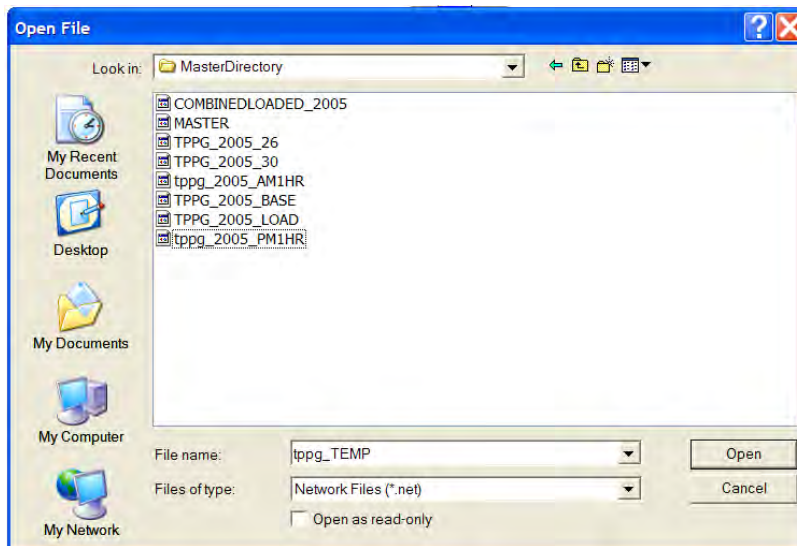 Open File
Look in: MasterDirectory
My Recent
Documents
Desktop
My Documents
My Computer
My Network
COMBINEDLOADED_2005
MASTER
TPPG_2005_26
TPPG_2005_30
tppg_2005_AM1HR
TPPG_2005_BASE
TPPG_2005_LOAD
tppg_2005_PM1HR
File name: tppg_TEMP Open
Files of type: Network Files (*.net) Cancel
Open as read-only